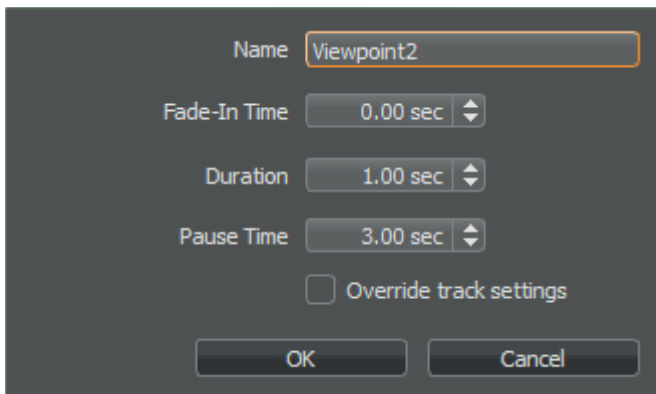 Name Viewpoint2
Fade-In Time 0.00 sec
Duration 1.00 sec
Pause Time 3.00 sec
Override track settings
OK Cancel